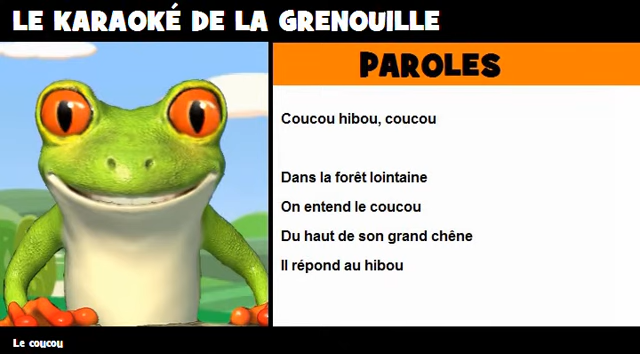 LE KARAOKÉ DE LA GRENOUILLE
PAROLES
Coucou hibou, coucou
Dans la forêt lointaine
On entend le coucou
Du haut de son grand chêne
Il répond au hibou
Le coucou